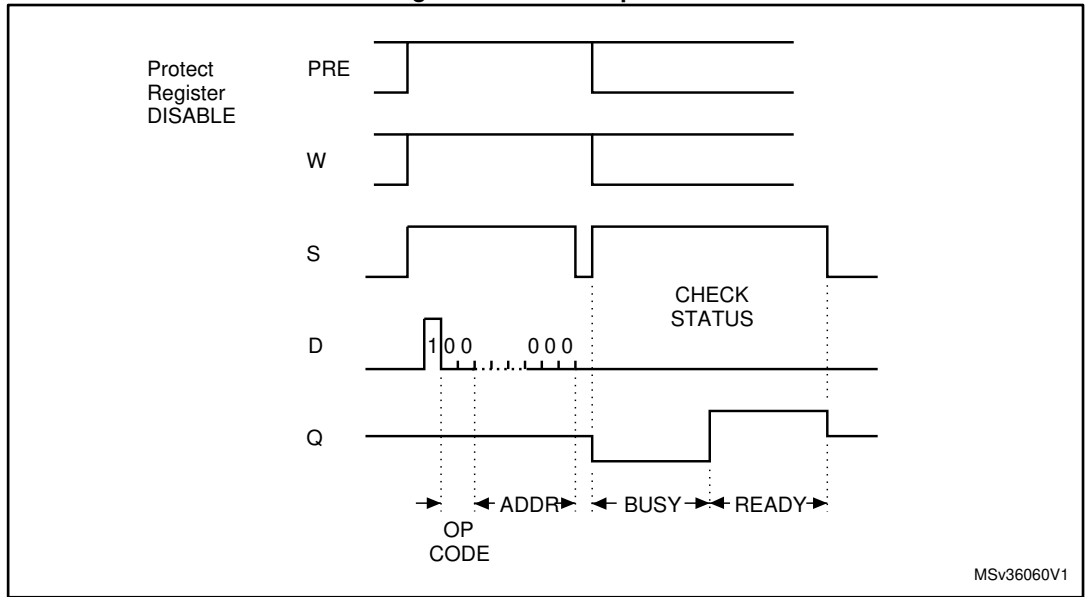 Protect
Register
DISABLE
PRE
W
S
CHECK
STATUS
D
1 0 0 0 0 0
Q
ADDR
BUSY
READY
OP
CODE
MSv36060V1